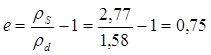 e = ρS/ρd − 1 = 2,77/1,58 − 1 = 0,75